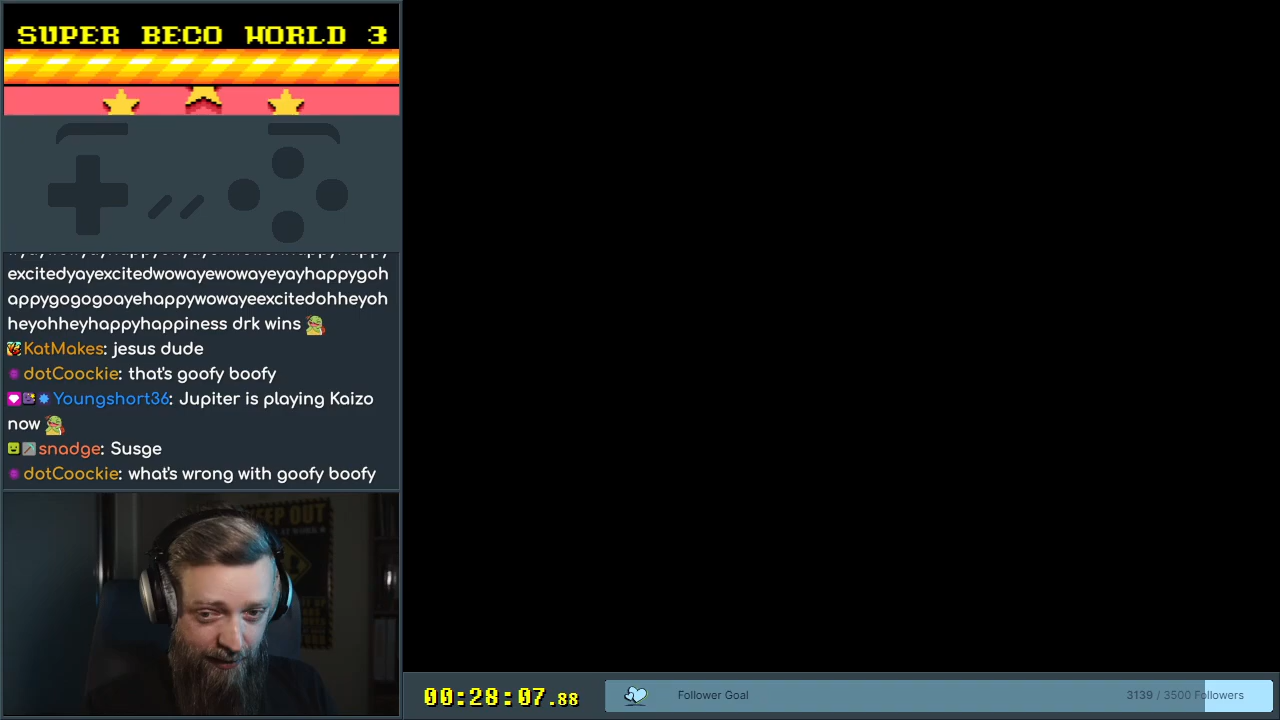 SUPER BECO WORLD 3
excitedyayexcitedwowayewowayeyayhappygoh
appygogogoayehappywowayeexcitedohheyoh
heyohheyhappyhappiness drk wins
KatMakes: jesus dude
dotCoockie: that's goofy boofy
Youngshort36: Jupiter is playing Kaizo
now
snadge: Susge
dotCoockie: what's wrong with goofy boofy
KEEP OUT
00:28:07.88
Follower Goal
3139 / 3500 Followers